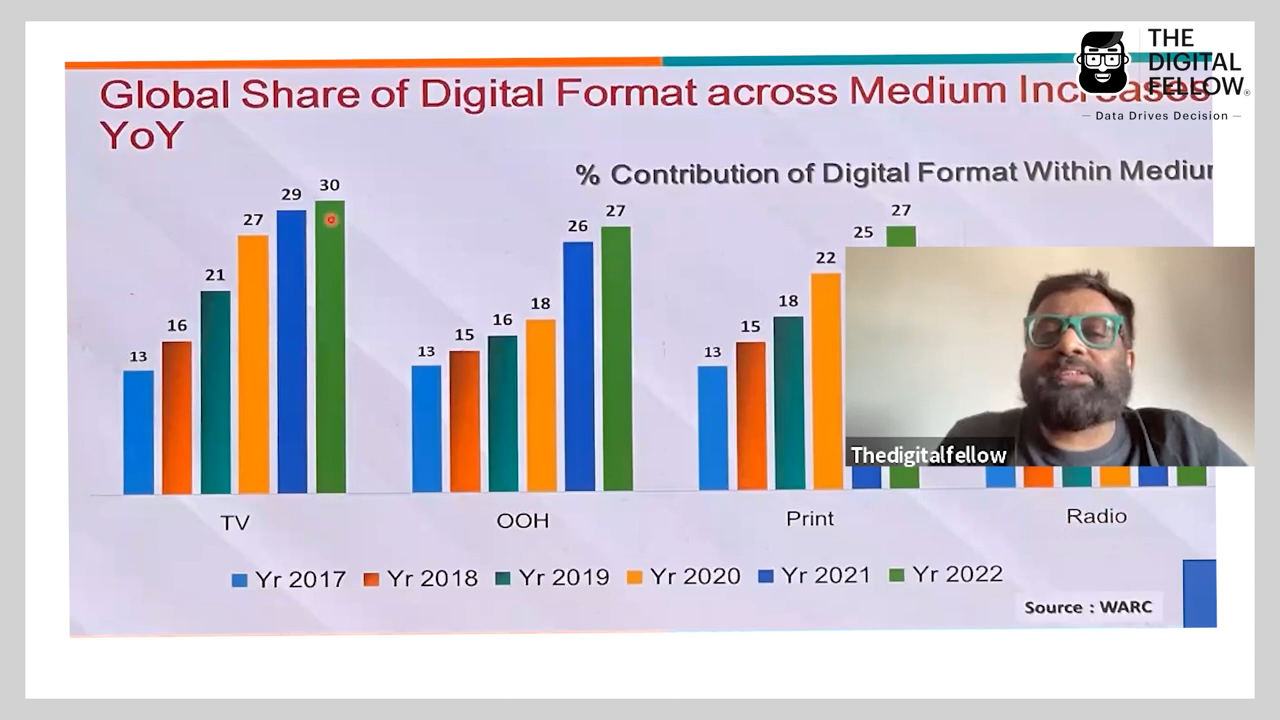 THE
DIGITAL
FELLOW®
— Data Drives Decision —
Global Share of Digital Format across Medium Increases
YoY
% Contribution of Digital Format Within
13 16 21 27 29 30
13 15 16 18 26 27
13 15 18 22 25 27
Thedigitalfellow
TV OOH Print Radio
Yr 2017 Yr 2018 Yr 2019 Yr 2020 Yr 2021 Yr 2022
Source : WARC